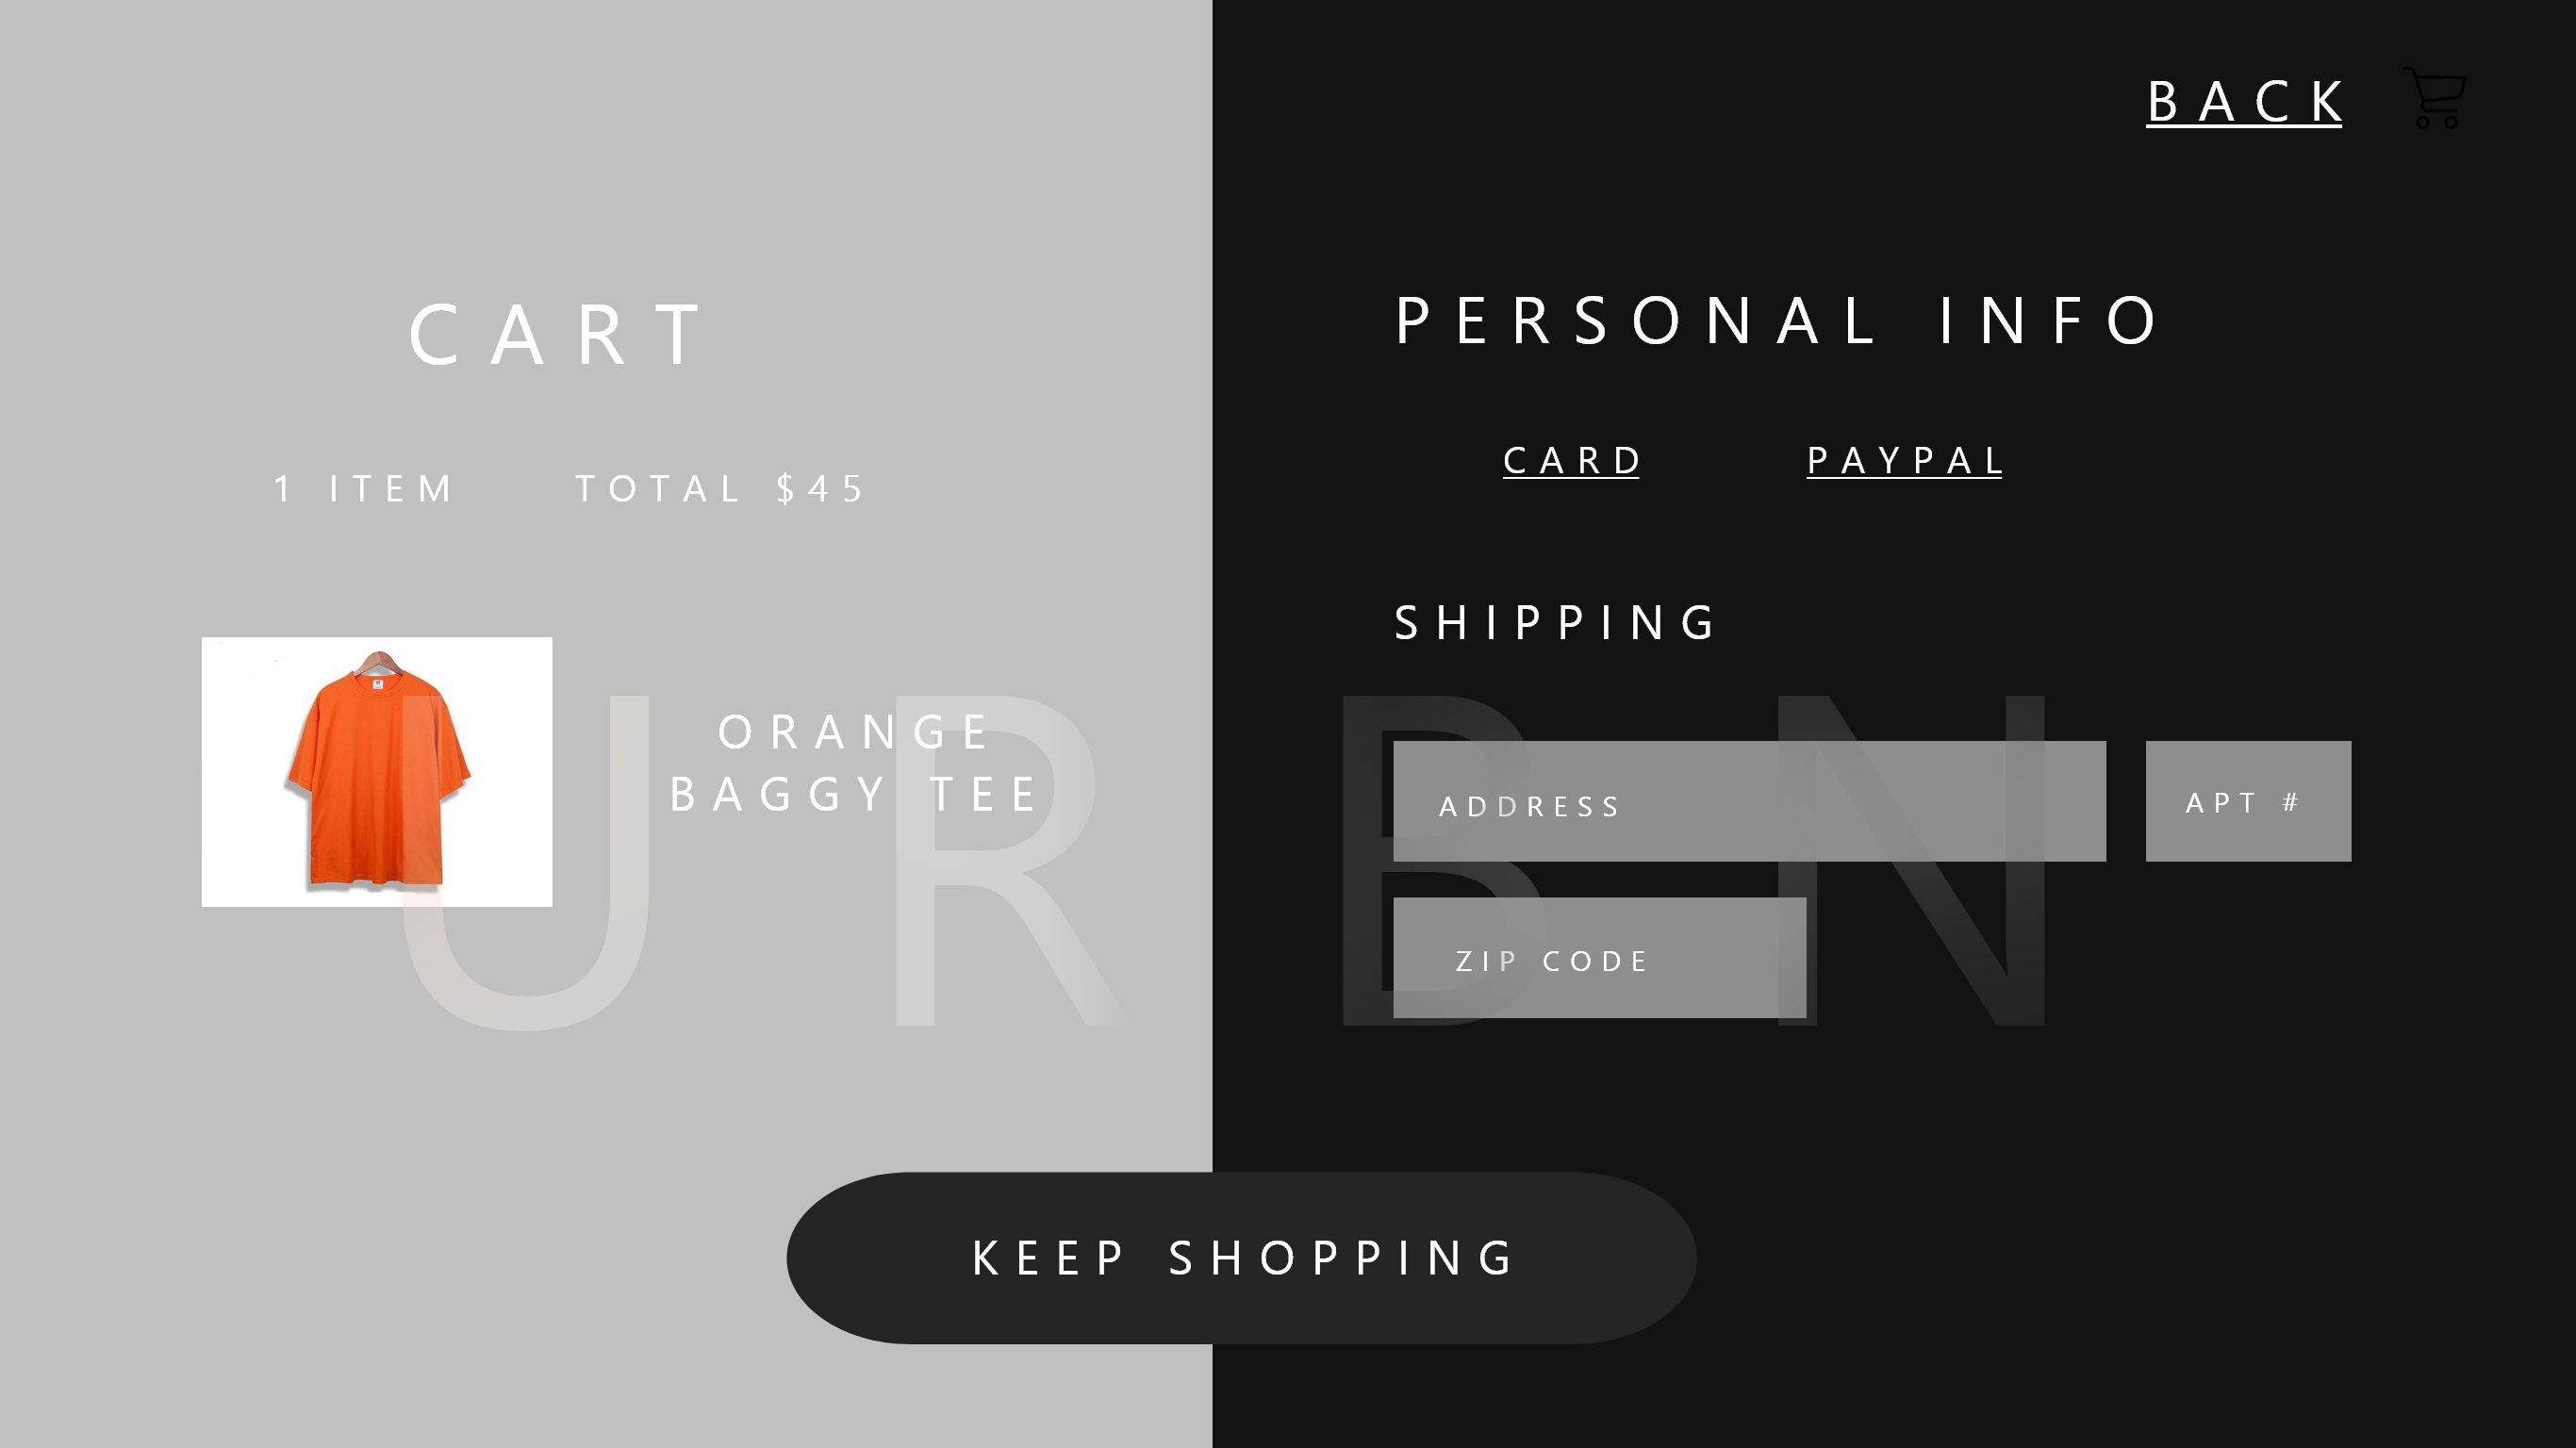 BACK
CART
1 ITEM TOTAL $45
ORANGE
BAGGY TEE
PERSONAL INFO
CARD PAYPAL
SHIPPING
ADDRESS APT #
ZIP CODE
URBN
KEEP SHOPPING